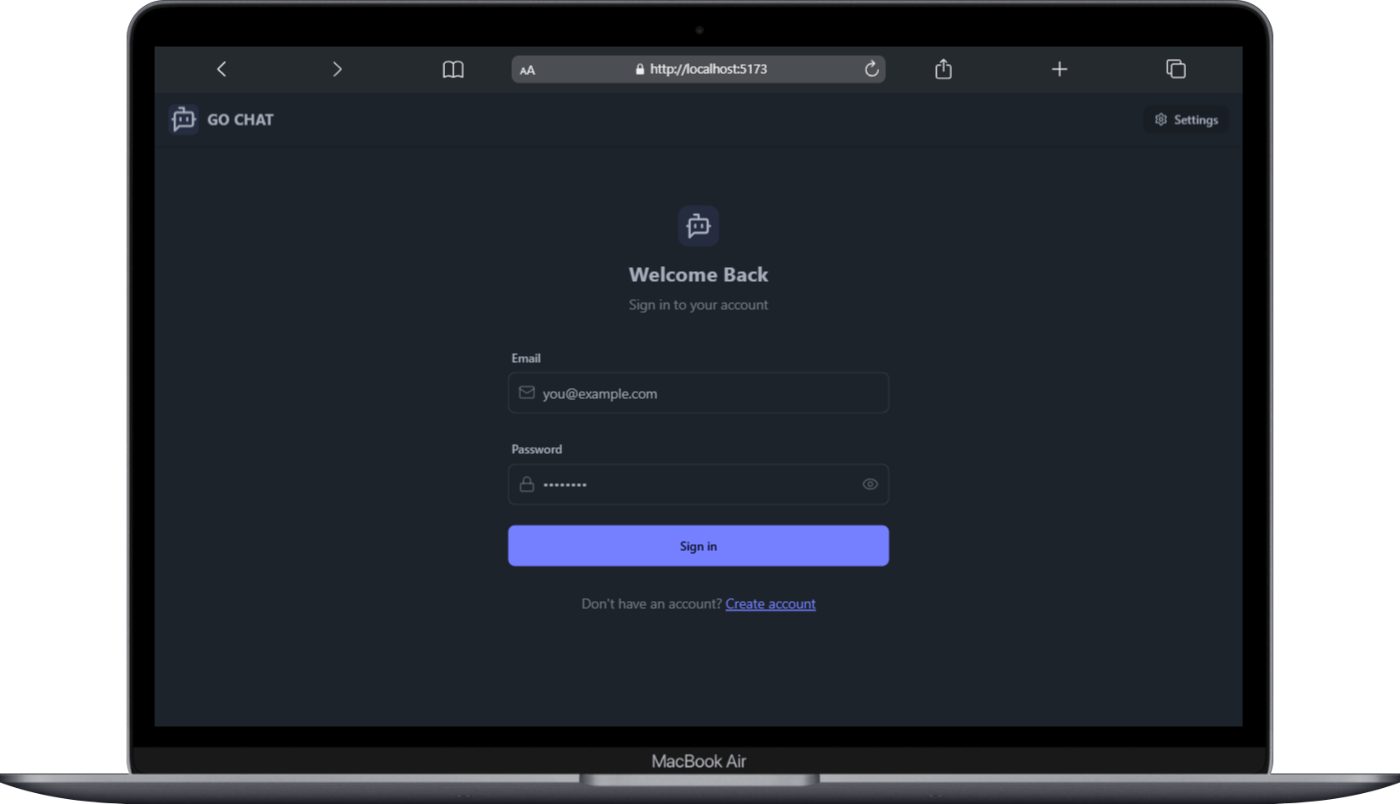 AA
http://localhost:5173
GO CHAT
Settings
Welcome Back
Sign in to your account
Email
you@example.com
Password
••••••••
Sign in
Don't have an account? Create account
MacBook Air